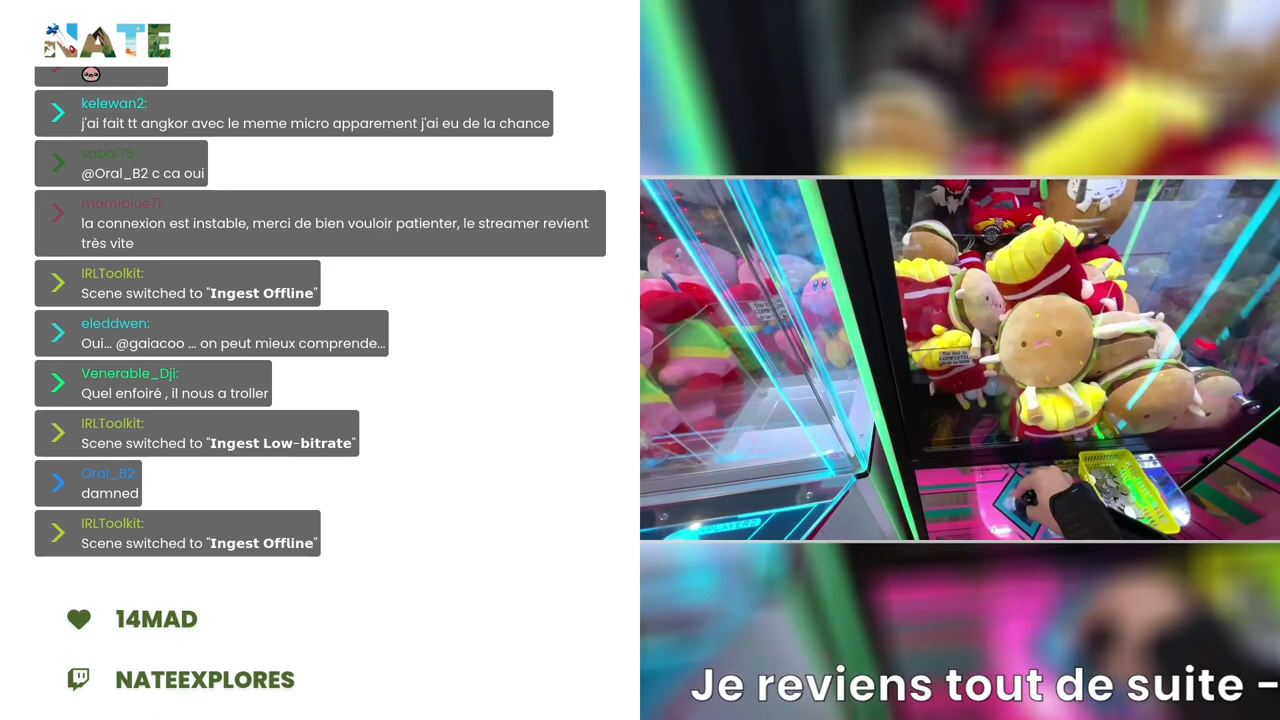 NATE
kelewan2:
j'ai fait tt angkor avec le meme micro apparement j'ai eu de la chance
sabai75:
@Oral_B2 c ca oui
mamiblue71:
la connexion est instable, merci de bien vouloir patienter, le streamer revient
très vite
IRLToolkit:
Scene switched to "Ingest Offline"
eleddwen:
Oui... @gaiacoo ... on peut mieux comprende...
Venerable_Dji:
Quel enfoiré , il nous a troller
IRLToolkit:
Scene switched to "Ingest Low-bitrate"
Oral_B2:
damned
IRLToolkit:
Scene switched to "Ingest Offline"
14MAD
NATEEXPLORES
PLAYER2
Je reviens tout de suite -